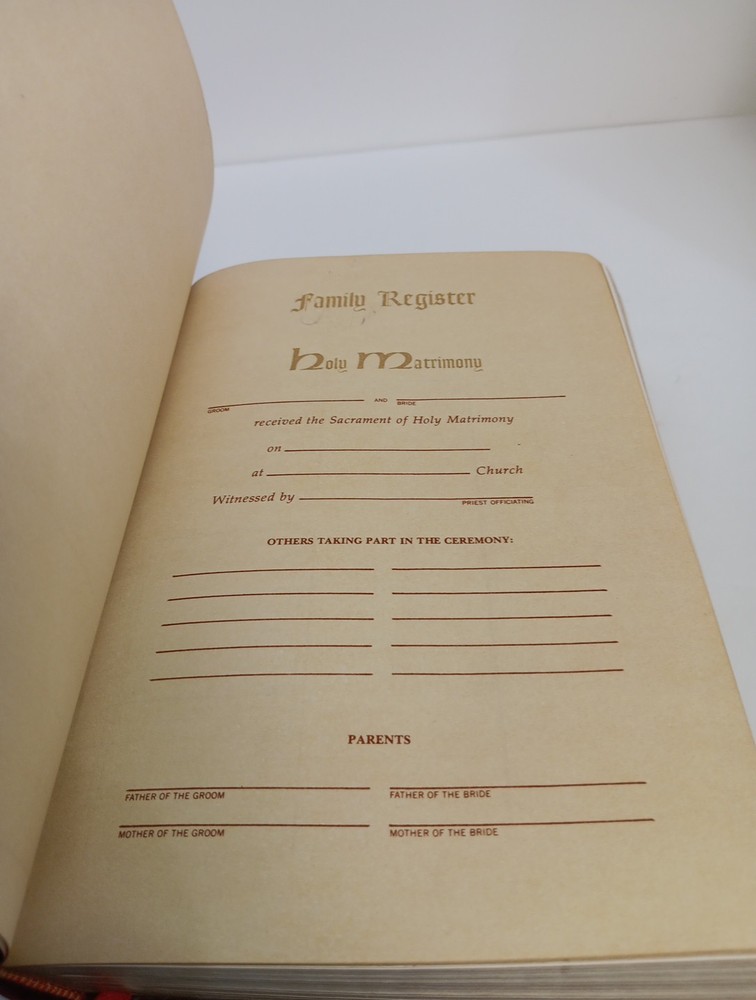 Family Register
Holy Matrimony
AND
GROOM BRIDE
received the Sacrament of Holy Matrimony
on
at Church
Witnessed by
PRIEST OFFICIATING
OTHERS TAKING PART IN THE CEREMONY:
PARENTS
FATHER OF THE GROOM FATHER OF THE BRIDE
MOTHER OF THE GROOM MOTHER OF THE BRIDE